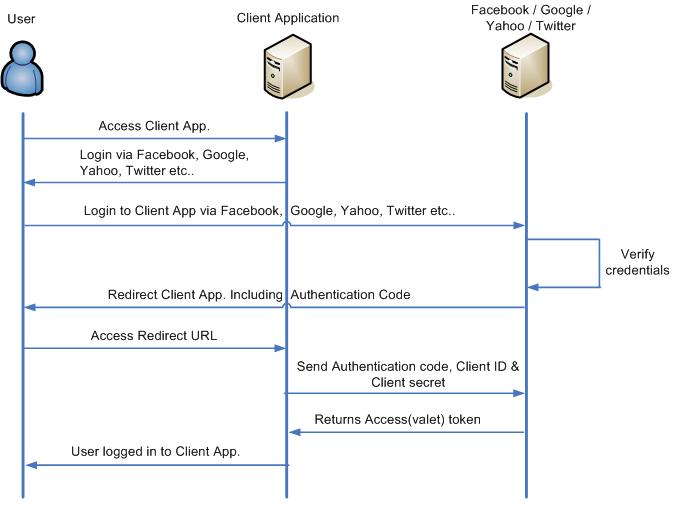 User
Client Application
Facebook / Google /
Yahoo / Twitter
Access Client App.
Login via Facebook, Google,
Yahoo, Twitter etc..
Login to Client App via Facebook, Google, Yahoo, Twitter etc..
Verify
credentials
Redirect Client App. Including Authentication Code
Access Redirect URL
Send Authentication code, Client ID &
Client secret
Returns Access(valet) token
User logged in to Client App.